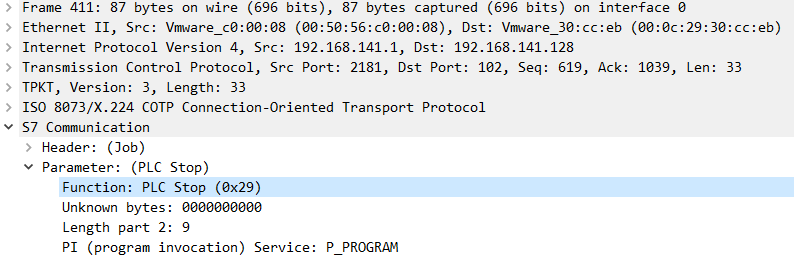 Frame 411: 87 bytes on wire (696 bits), 87 bytes captured (696 bits) on interface 0
Ethernet II, Src: Vmware_c0:00:08 (00:50:56:c0:00:08), Dst: Vmware_30:cc:eb (00:0c:29:30:cc:eb)
Internet Protocol Version 4, Src: 192.168.141.1, Dst: 192.168.141.128
Transmission Control Protocol, Src Port: 2181, Dst Port: 102, Seq: 619, Ack: 1039, Len: 33
TPKT, Version: 3, Length: 33
ISO 8073/X.224 COTP Connection-Oriented Transport Protocol
S7 Communication
Header: (Job)
Parameter: (PLC Stop)
Function: PLC Stop (0x29)
Unknown bytes: 0000000000
Length part 2: 9
PI (program invocation) Service: P_PROGRAM